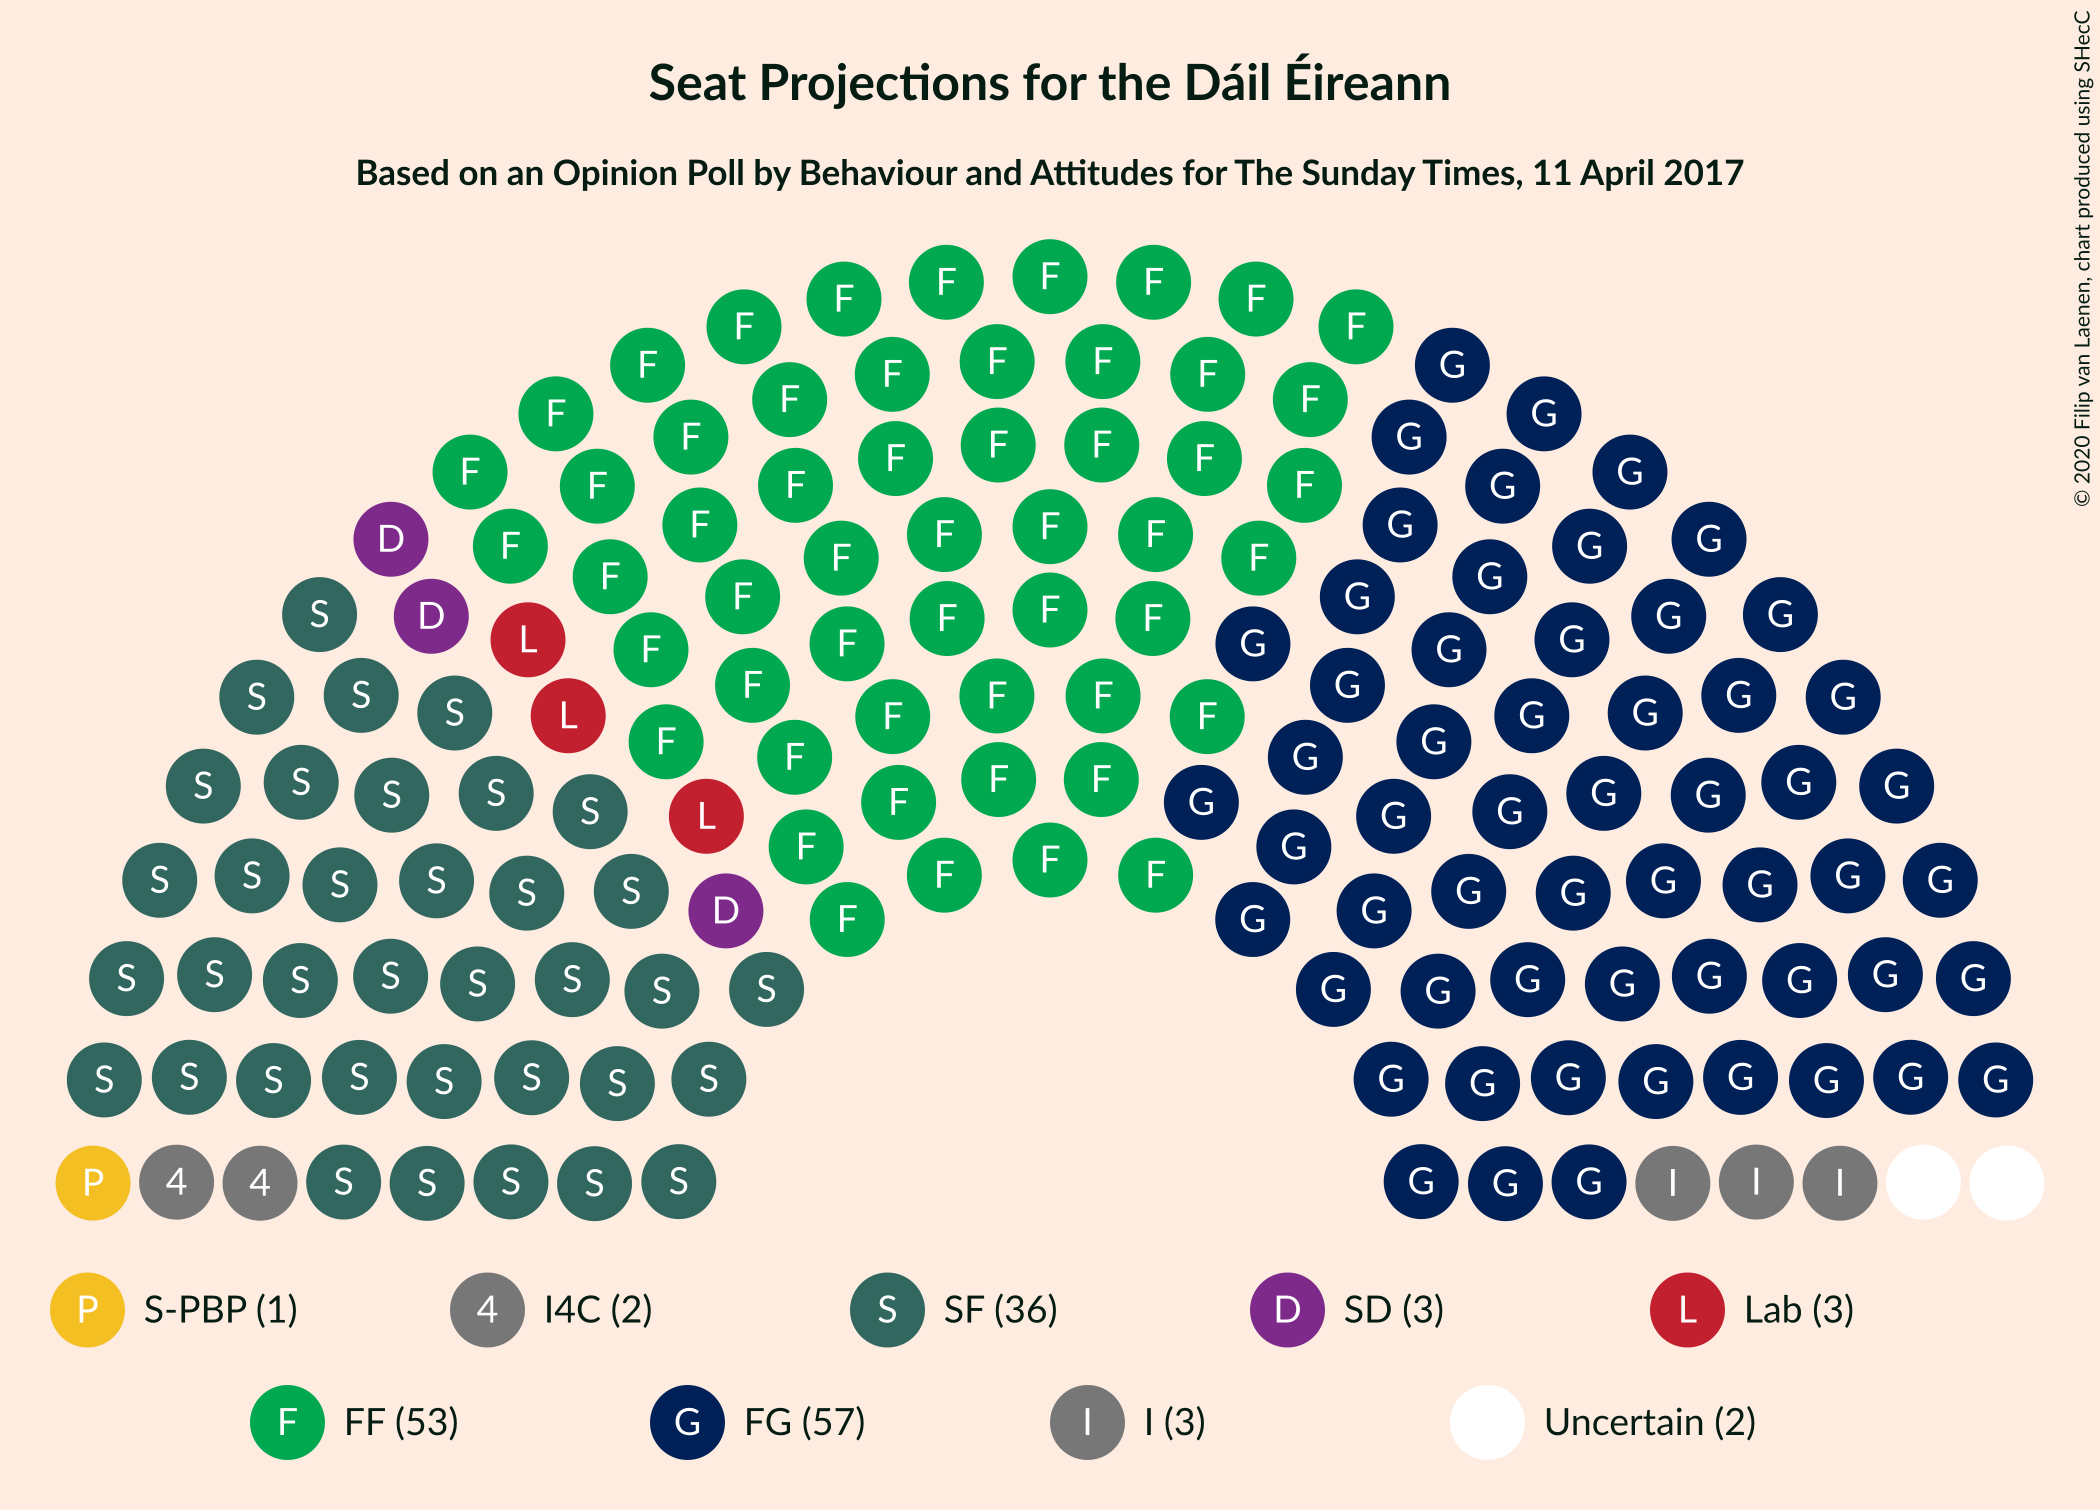 Seat Projections for the Dáil Éireann
Based on an Opinion Poll by Behaviour and Attitudes for The Sunday Times, 11 April 2017
© 2020 Filip van Laenen, chart produced using SHecC
F F F F F F F
F F F F F F F G
F F F F F F F F G G
F F F F F F F F G G G
D F F F F F F F G G G G G
S D L F F F F F F G G G G G
S S S L F F F F F G G G G G G G
S S S S S L F F F F G G G G G G G
S S S S S S D F G G G G G G G G
S S S S S S S S G G G G G G G G
S S S S S S S S G G G G G G G G
P 4 4 S S S S S G G G I I I
P S-PBP (1) 4 I4C (2) S SF (36) D SD (3) L Lab (3)
F FF (53) G FG (57) I I (3) Uncertain (2)